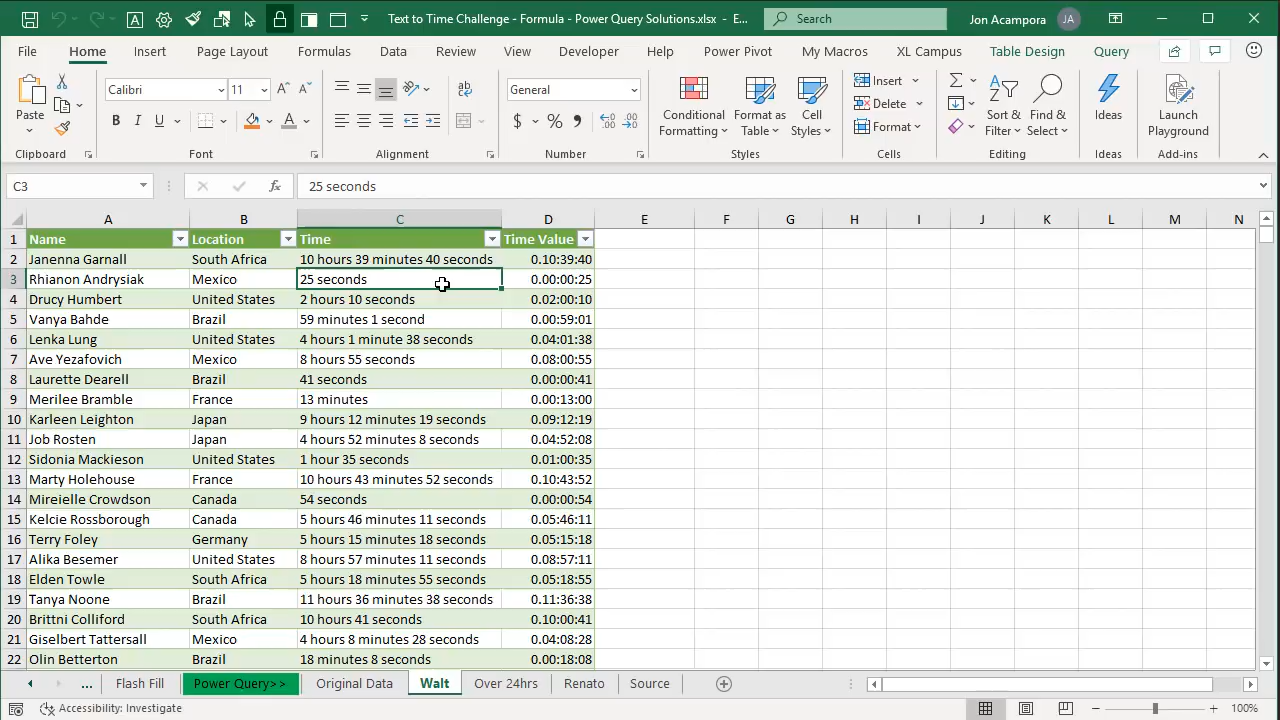 Text to Time Challenge - Formula - Power Query Solutions.xlsx - E...
Search
Jon Acampora
JA
File Home Insert Page Layout Formulas Data Review View Developer Help Power Pivot My Macros XL Campus Table Design Query
Paste
Calibri 11
B I U
General
$ % 9
Conditional Formatting
Format as Table
Cell Styles
Insert
Delete
Format
Sort & Filter
Find & Select
Ideas
Launch Playground
Clipboard Font Alignment Number Styles Cells Editing Ideas Add-ins
C3 fx 25 seconds
A B C D E F G H I J K L M N
1 Name Location Time Time Value
2 Janenna Garnall South Africa 10 hours 39 minutes 40 seconds 0.10:39:40
3 Rhianon Andrysiak Mexico 25 seconds 0.00:00:25
4 Drucy Humbert United States 2 hours 10 seconds 0.02:00:10
5 Vanya Bahde Brazil 59 minutes 1 second 0.00:59:01
6 Lenka Lung United States 4 hours 1 minute 38 seconds 0.04:01:38
7 Ave Yezafovich Mexico 8 hours 55 seconds 0.08:00:55
8 Laurette Dearell Brazil 41 seconds 0.00:00:41
9 Merilee Bramble France 13 minutes 0.00:13:00
10 Karleen Leighton Japan 9 hours 12 minutes 19 seconds 0.09:12:19
11 Job Rosten Japan 4 hours 52 minutes 8 seconds 0.04:52:08
12 Sidonia Mackieson United States 1 hour 35 seconds 0.01:00:35
13 Marty Holehouse France 10 hours 43 minutes 52 seconds 0.10:43:52
14 Mireielle Crowdson Canada 54 seconds 0.00:00:54
15 Kelcie Rossborough Canada 5 hours 46 minutes 11 seconds 0.05:46:11
16 Terry Foley Germany 5 hours 15 minutes 18 seconds 0.05:15:18
17 Alika Besemer United States 8 hours 57 minutes 11 seconds 0.08:57:11
18 Elden Towle South Africa 5 hours 18 minutes 55 seconds 0.05:18:55
19 Tanya Noone Brazil 11 hours 36 minutes 38 seconds 0.11:36:38
20 Brittni Colliford South Africa 10 hours 41 seconds 0.10:00:41
21 Giselbert Tattersall Mexico 4 hours 8 minutes 28 seconds 0.04:08:28
22 Olin Betterton Brazil 18 minutes 8 seconds 0.00:18:08
... Flash Fill Power Query>> Original Data Walt Over 24hrs Renato Source
Accessibility: Investigate
100%